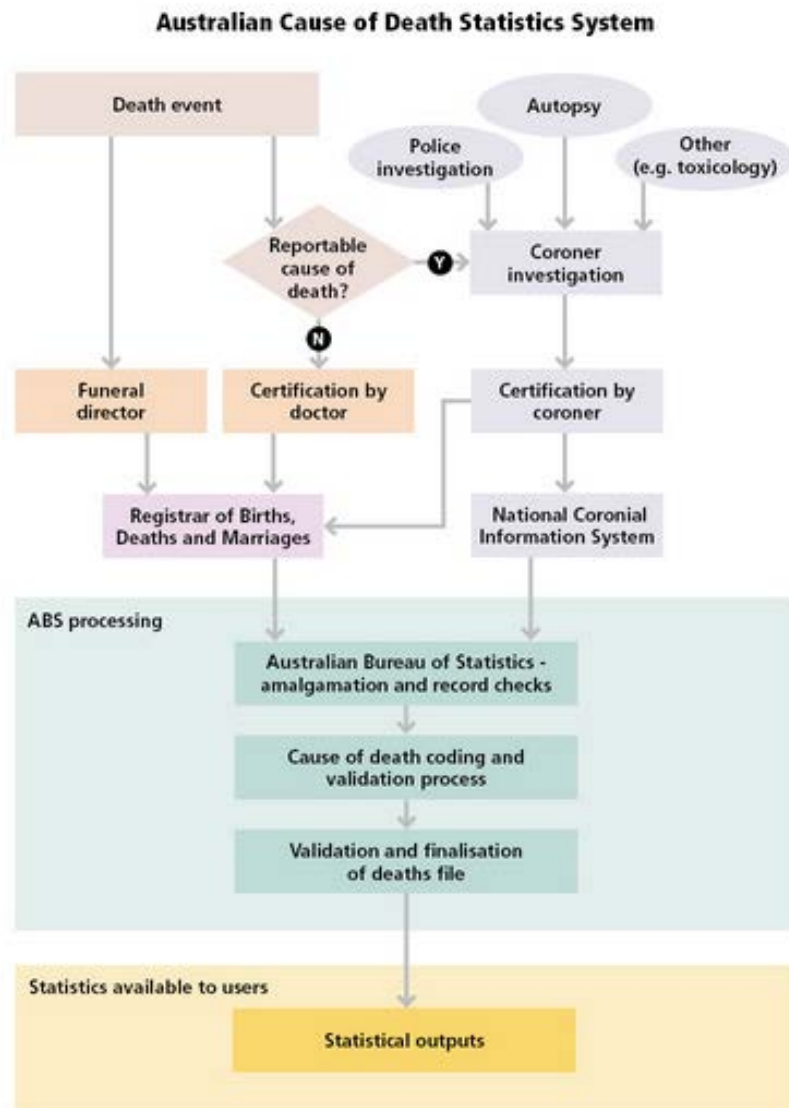 Australian Cause of Death Statistics System
Death event
Autopsy
Police
investigation
Other
(e.g. toxicology)
Reportable
cause of
death?
Y
Coroner
investigation
N
Funeral
director
Certification by
doctor
Certification by
coroner
Registrar of Births,
Deaths and Marriages
National Coronial
Information System
ABS processing
Australian Bureau of Statistics -
amalgamation and record checks
Cause of death coding and
validation process
Validation and finalisation
of deaths file
Statistics available to users
Statistical outputs